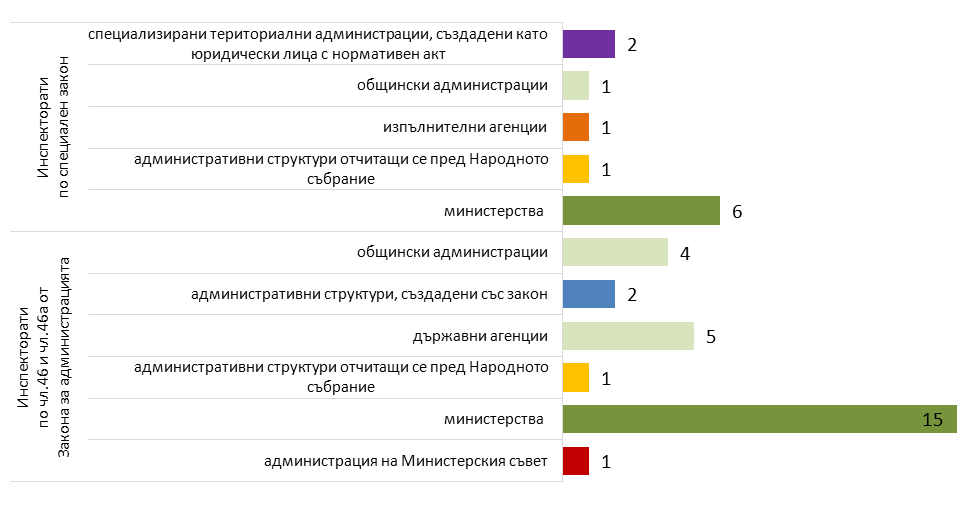 Инспекторати
по специален закон
специализирани териториални администрации, създадени като
юридически лица с нормативен акт
2
общински администрации
1
изпълнителни агенции
1
административни структури отчитащи се пред Народното
събрание
1
министерства
6
Инспекторати
по чл.46 и чл.46а от
Закона за администрацията
общински администрации
4
административни структури, създадени със закон
2
държавни агенции
5
административни структури отчитащи се пред Народното
събрание
1
министерства
15
администрация на Министерския съвет
1